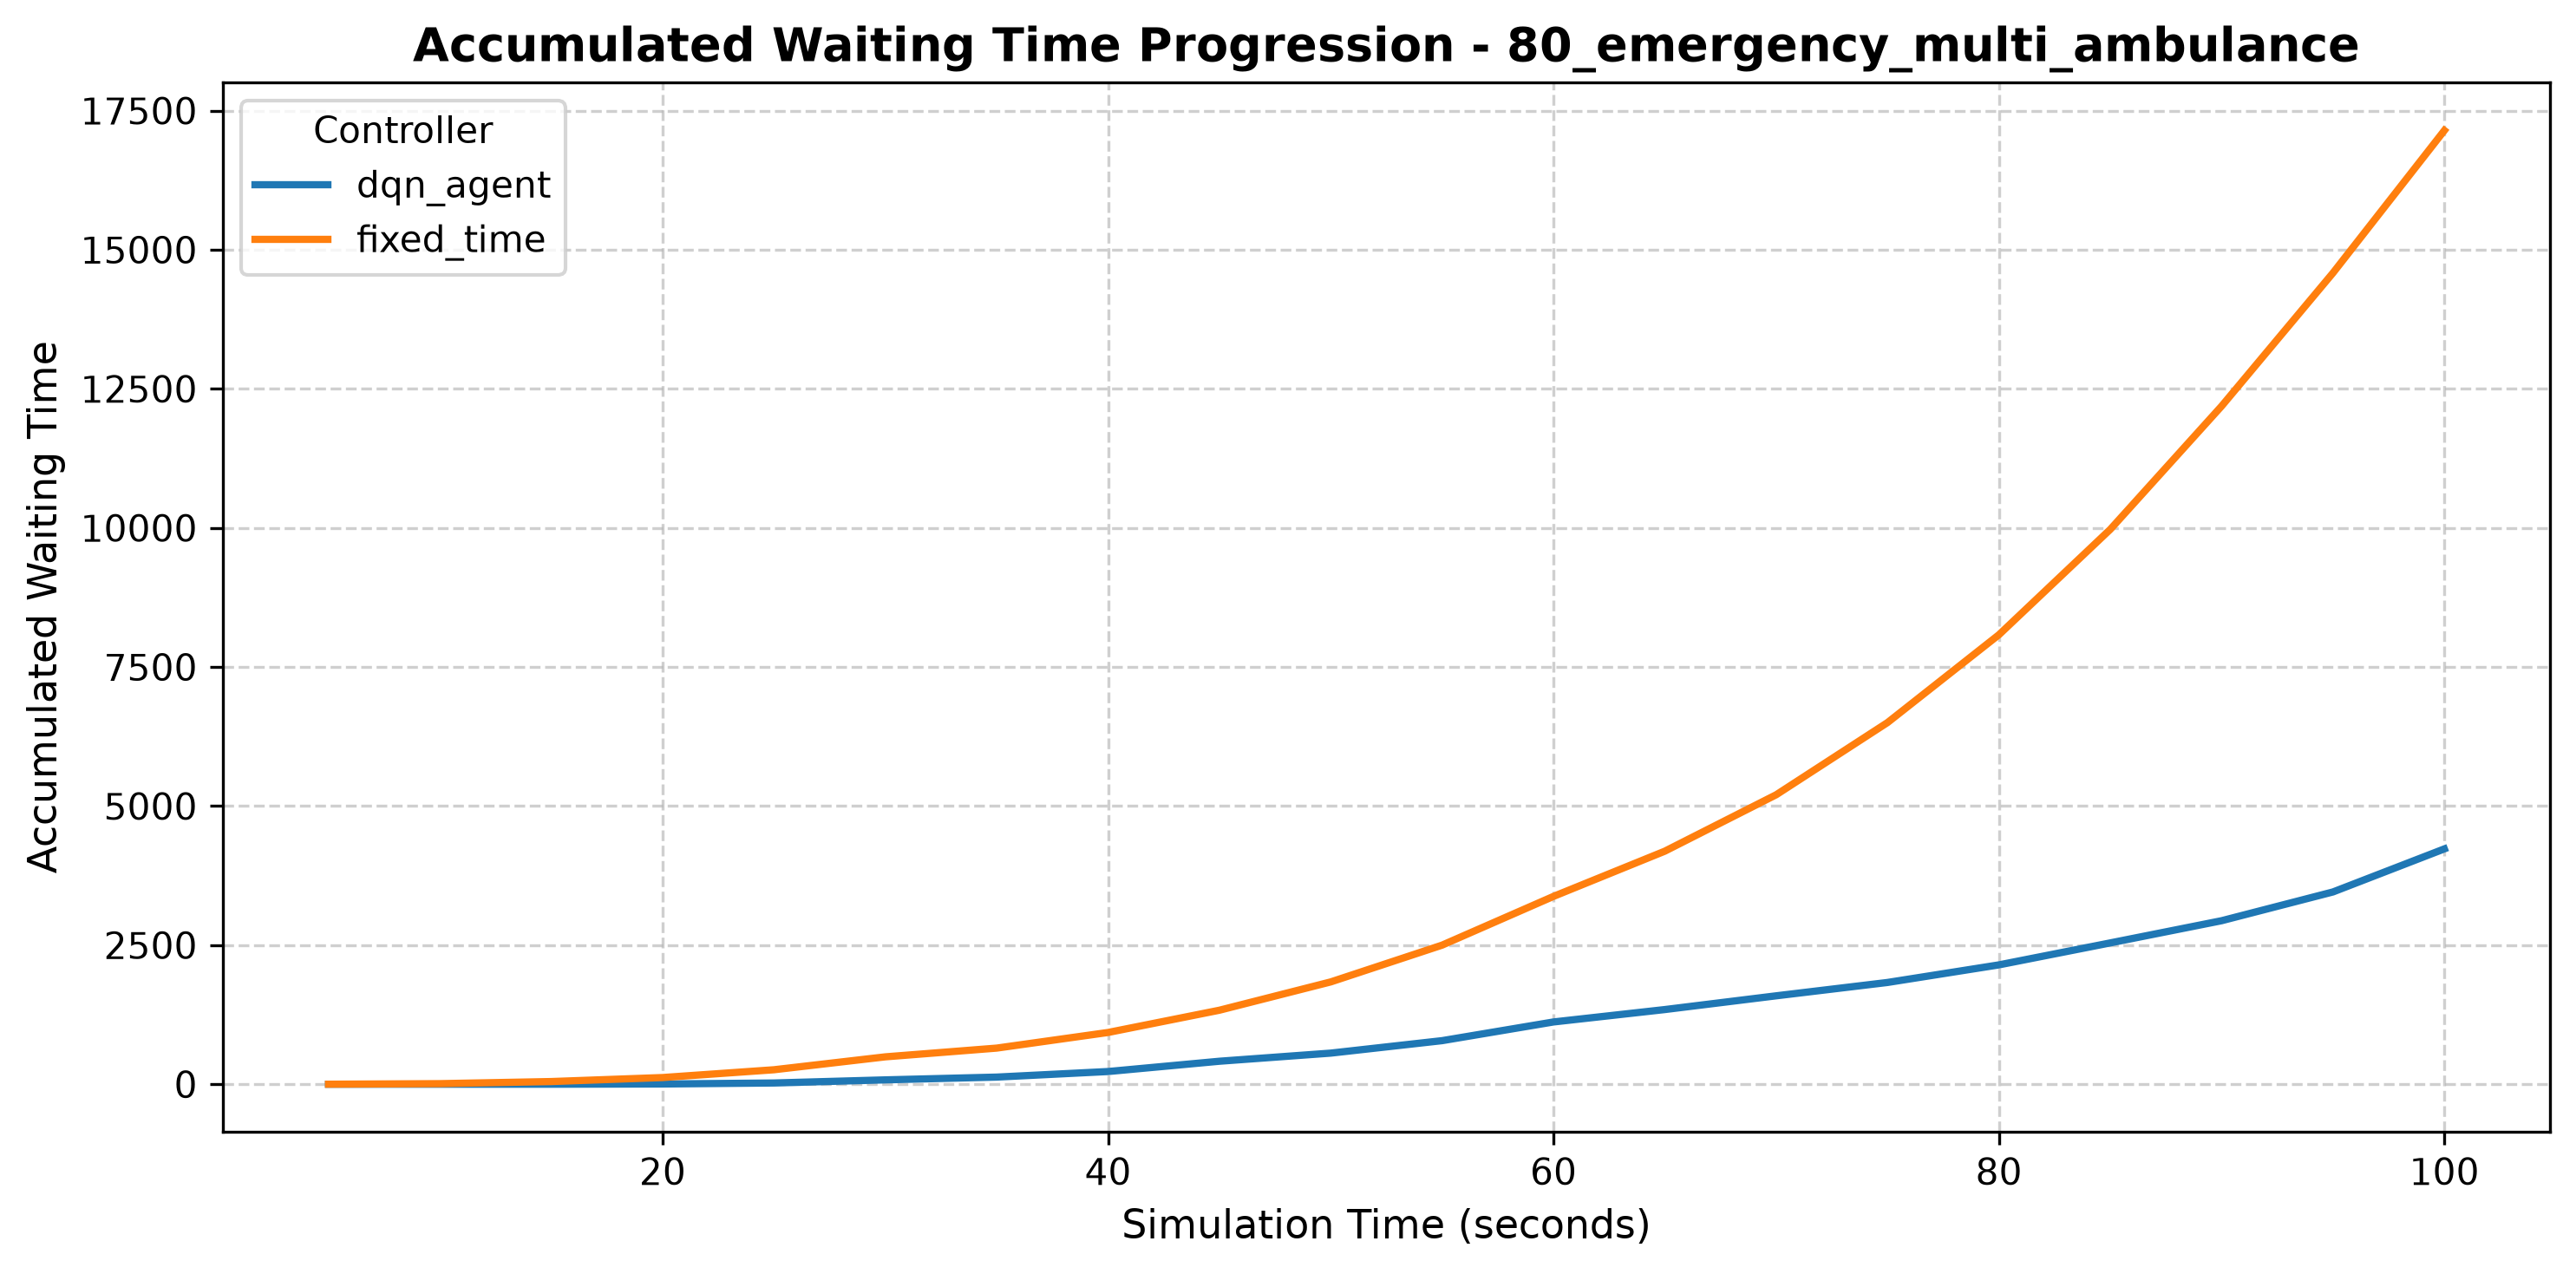 Accumulated Waiting Time Progression - 80_emergency_multi_ambulance
Accumulated Waiting Time
17500
15000
12500
10000
7500
5000
2500
0
Controller
dqn_agent
fixed_time
20
40
60
80
100
Simulation Time (seconds)